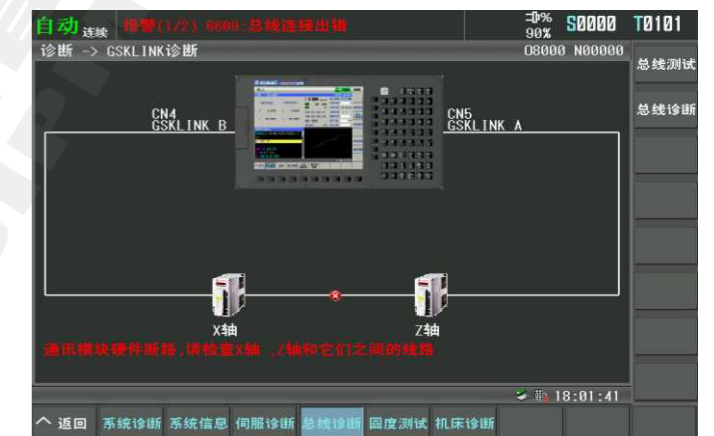 自动 连续 报警(1/2) 6609:总线连接出错 90% S0000 T0101
诊断 -> GSKLINK诊断 O8000 N00000
总线测试
总线诊断
CN4
GSKLINK B
CN5
GSKLINK A
X轴 Z轴
通讯模块硬件断路,请检查X轴 ,Z轴和它们之间的线路
18:01:41
返回 系统诊断 系统信息 伺服诊断 总线诊断 圆度测试 机床诊断